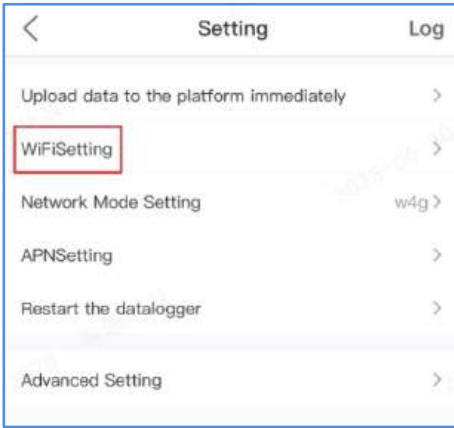 Setting Log
Upload data to the platform immediately
WiFiSetting
Network Mode Setting w4g
APNSetting
Restart the datalogger
Advanced Setting